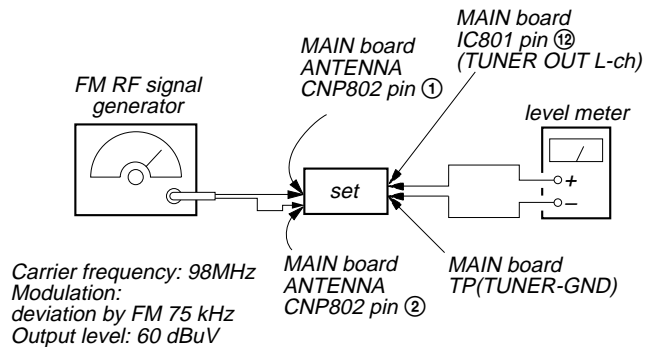 MAIN board
IC801 pin ⑫
(TUNER OUT L-ch)
MAIN board
ANTENNA
CNP802 pin ①
FM RF signal
generator
level meter
set
+
–
Carrier frequency: 98MHz
Modulation:
deviation by FM 75 kHz
Output level: 60 dBuV
MAIN board
ANTENNA
CNP802 pin ②
MAIN board
TP(TUNER-GND)